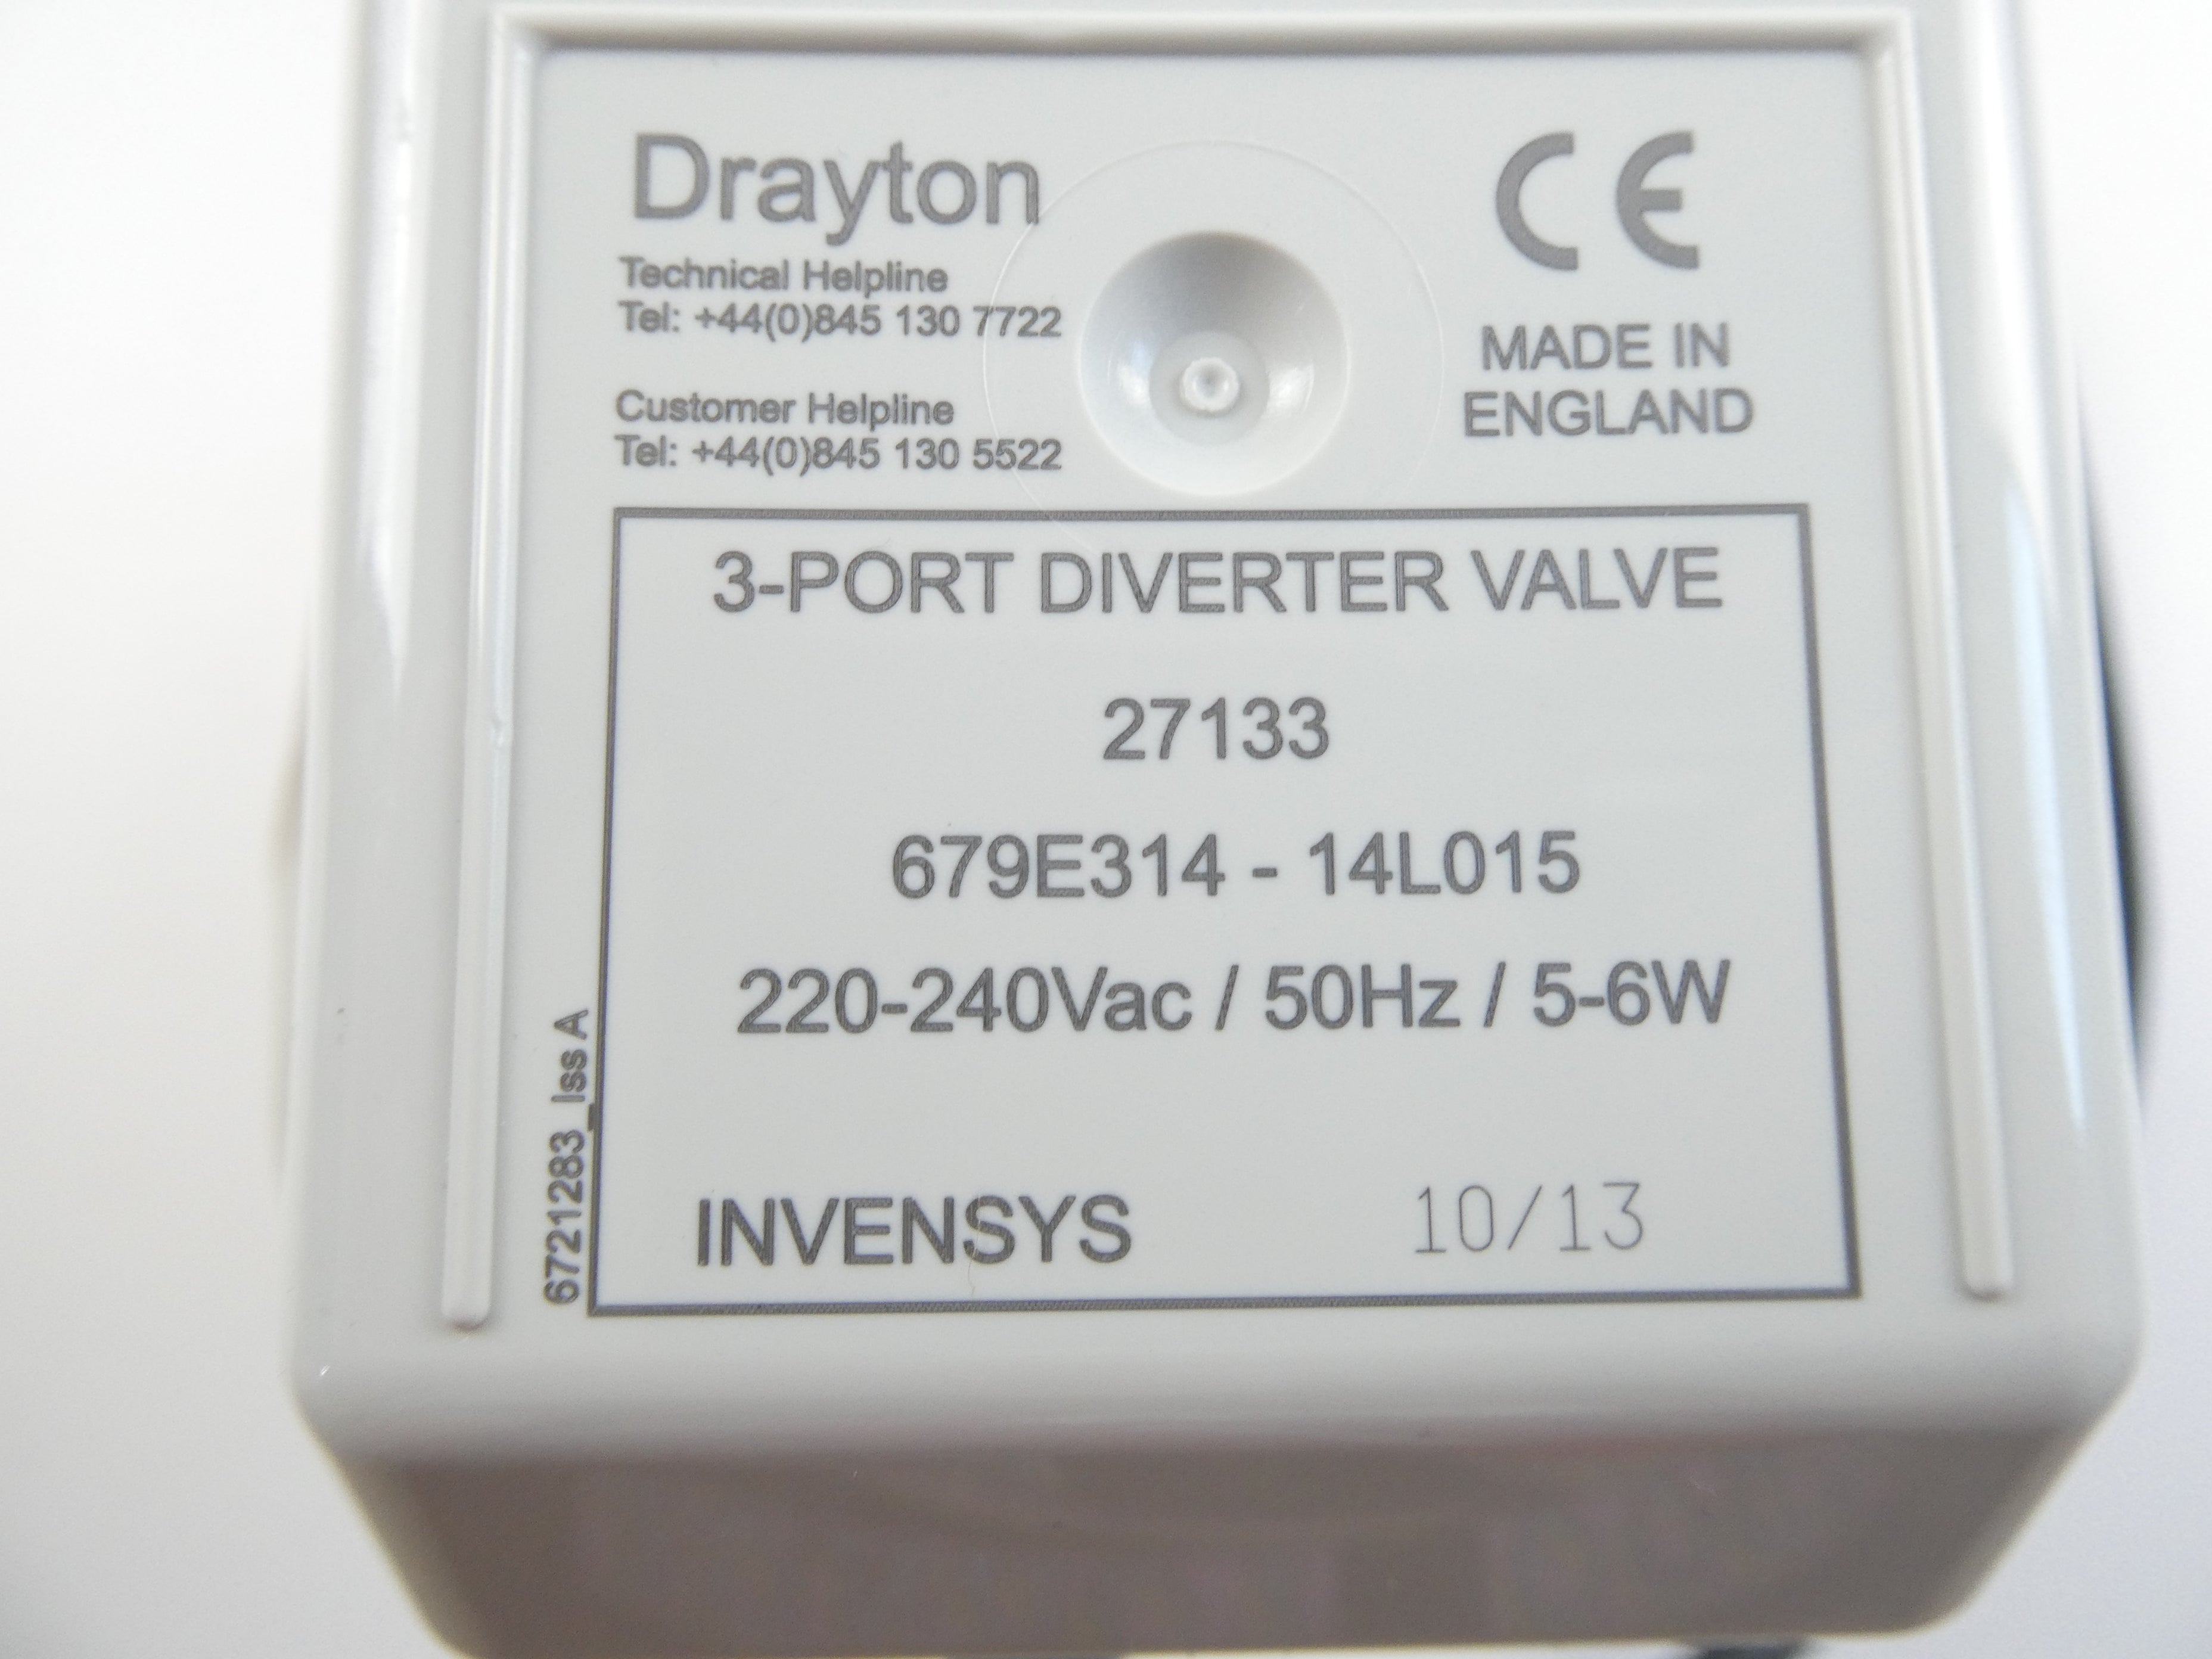 Drayton
Technical Helpline
Tel: +44(0)845 130 7722
Customer Helpline
Tel: +44(0)845 130 5522
CE
MADE IN
ENGLAND
3-PORT DIVERTER VALVE
27133
679E314 - 14L015
220-240Vac / 50Hz / 5-6W
INVENSYS 10/13
6721283_Iss A